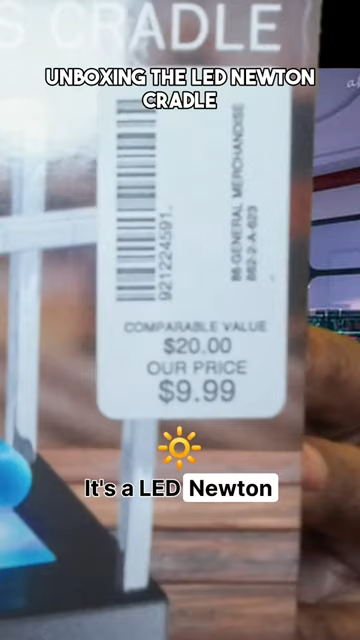 S CRADLE
UNBOXING THE LED NEWTON
CRADLE
921224591.
86-GENERAL MERCHANDISE
862-2-A-623
COMPARABLE VALUE
$20.00
OUR PRICE
$9.99
It's a LED Newton